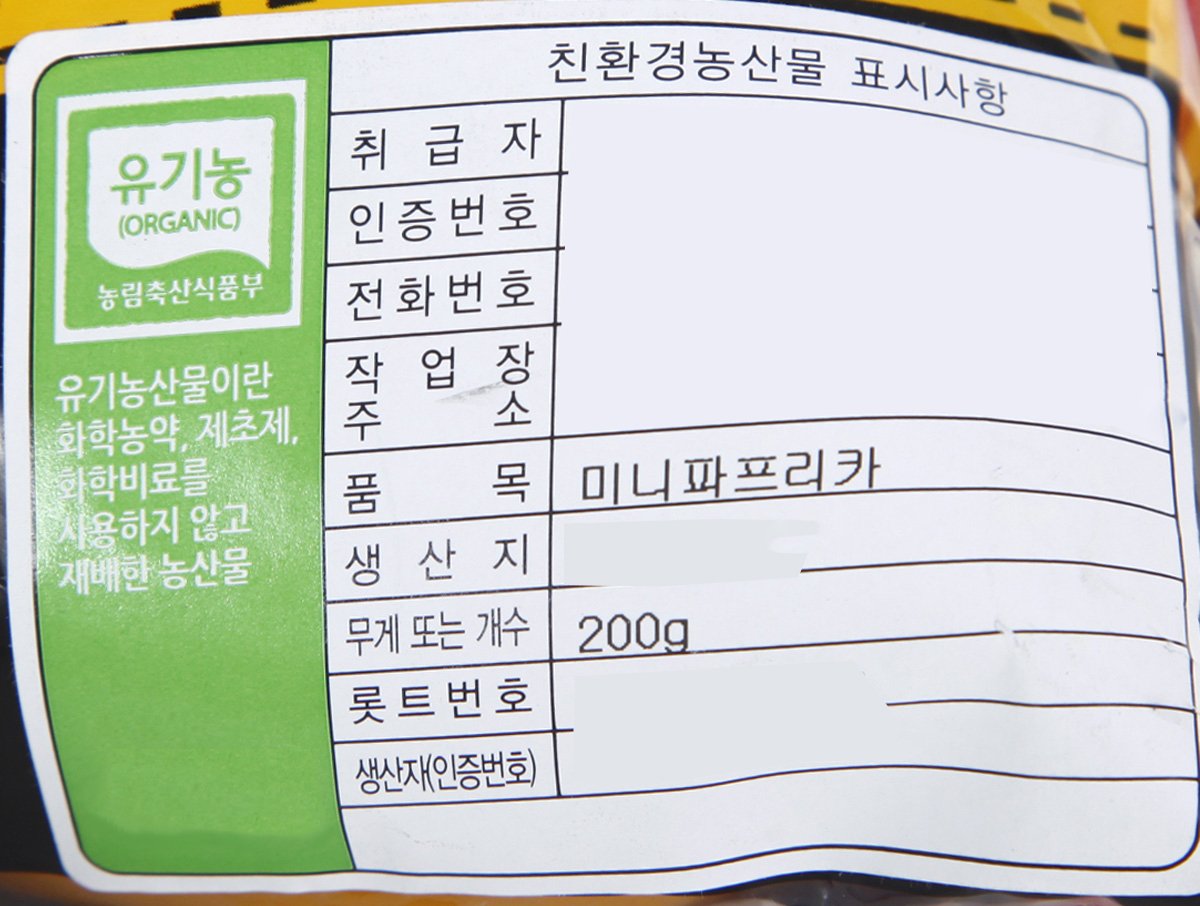 유기농
(ORGANIC)
농림축산식품부
유기농산물이란
화학농약, 제초제,
화학비료를
사용하지 않고
재배한 농산물
친환경농산물 표시사항
취급자
인증번호
전화번호
작업장
주소
품목 미니파프리카
생산지
무게 또는 개수 200g
롯트번호
생산자(인증번호)